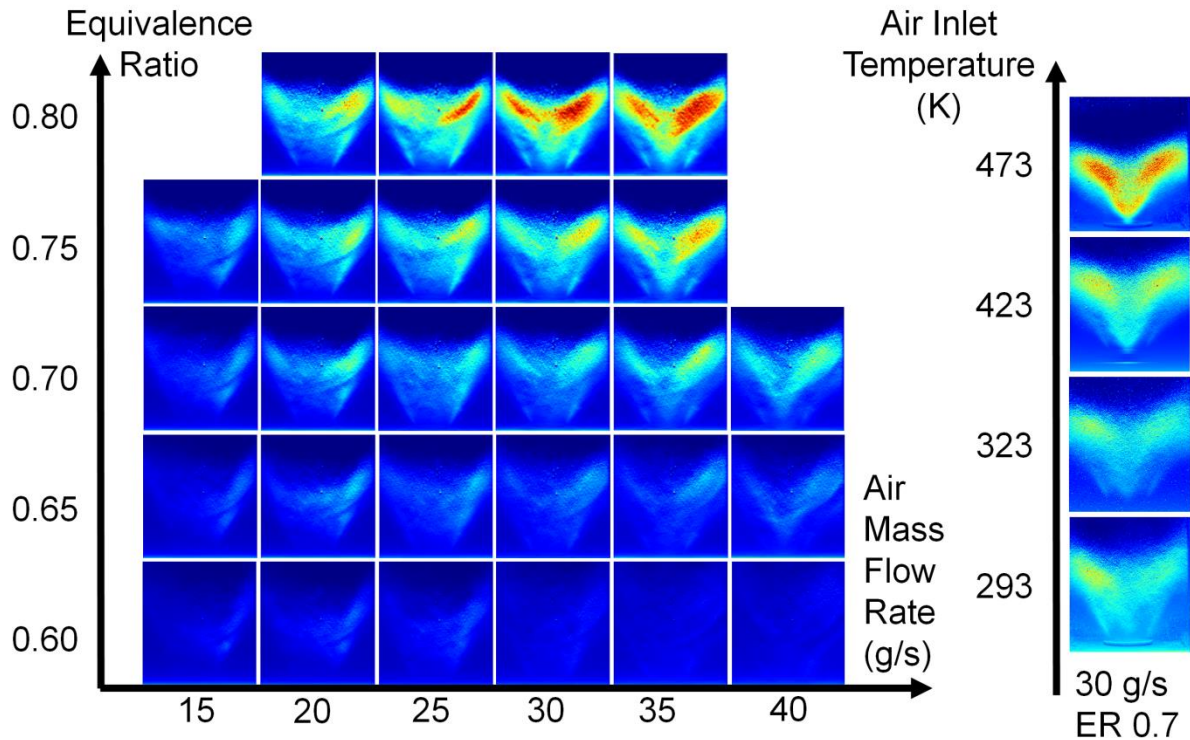 Equivalence
Ratio
0.80
0.75
0.70
0.65
0.60
15
20
25
30
35
40
Air
Mass
Flow
Rate
(g/s)
Air Inlet
Temperature
(K)
473
423
323
293
30 g/s
ER 0.7